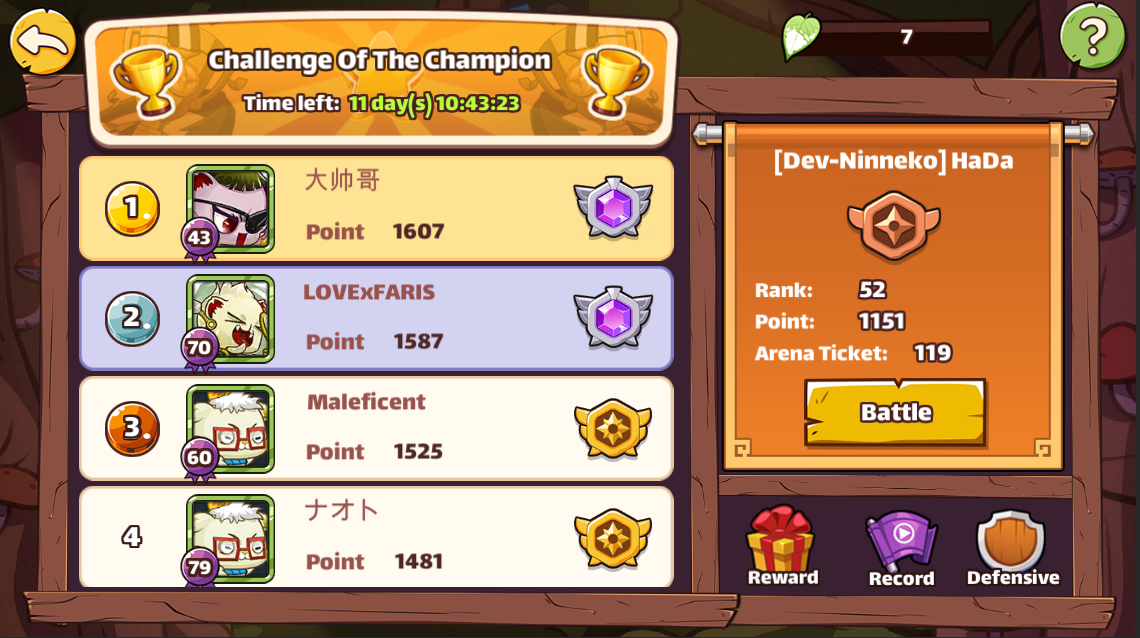 Challenge Of The Champion
Time left: 11 day(s) 10:43:23
7
?
1
43
大帅哥
Point 1607
2
70
LOVExFARIS
Point 1587
3
60
Maleficent
Point 1525
4
79
ナオト
Point 1481
[Dev-Ninneko] HaDa
Rank: 52
Point: 1151
Arena Ticket: 119
Battle
Reward
Record
Defensive